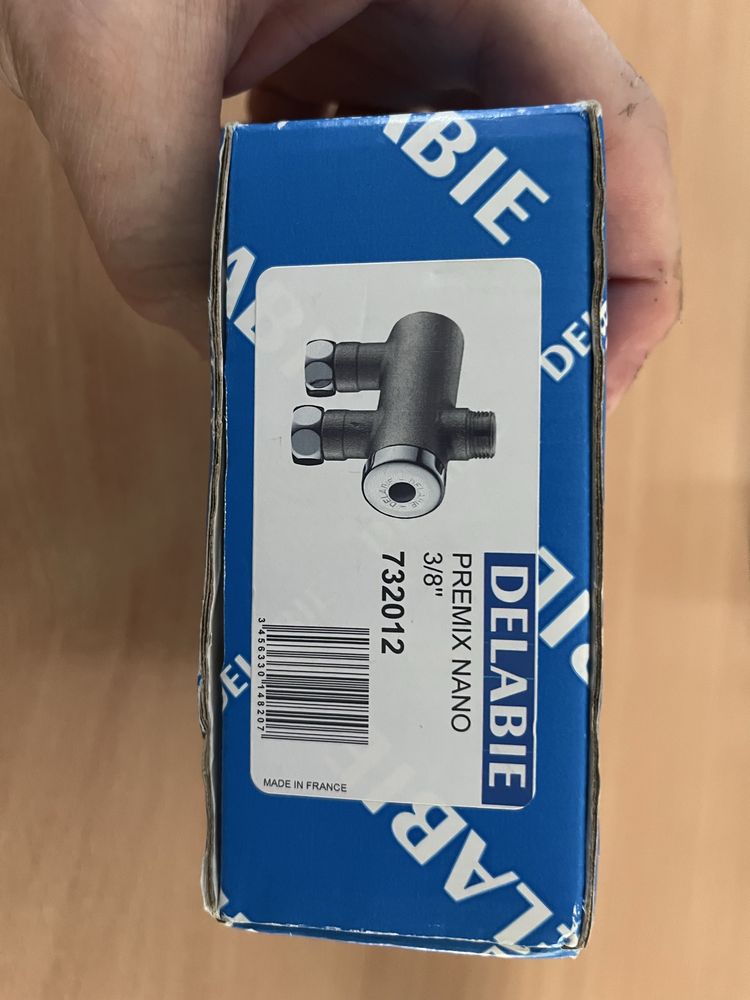 DELABIE
PREMIX NANO
3/8"
732012
3 456330 148207
MADE IN FRANCE